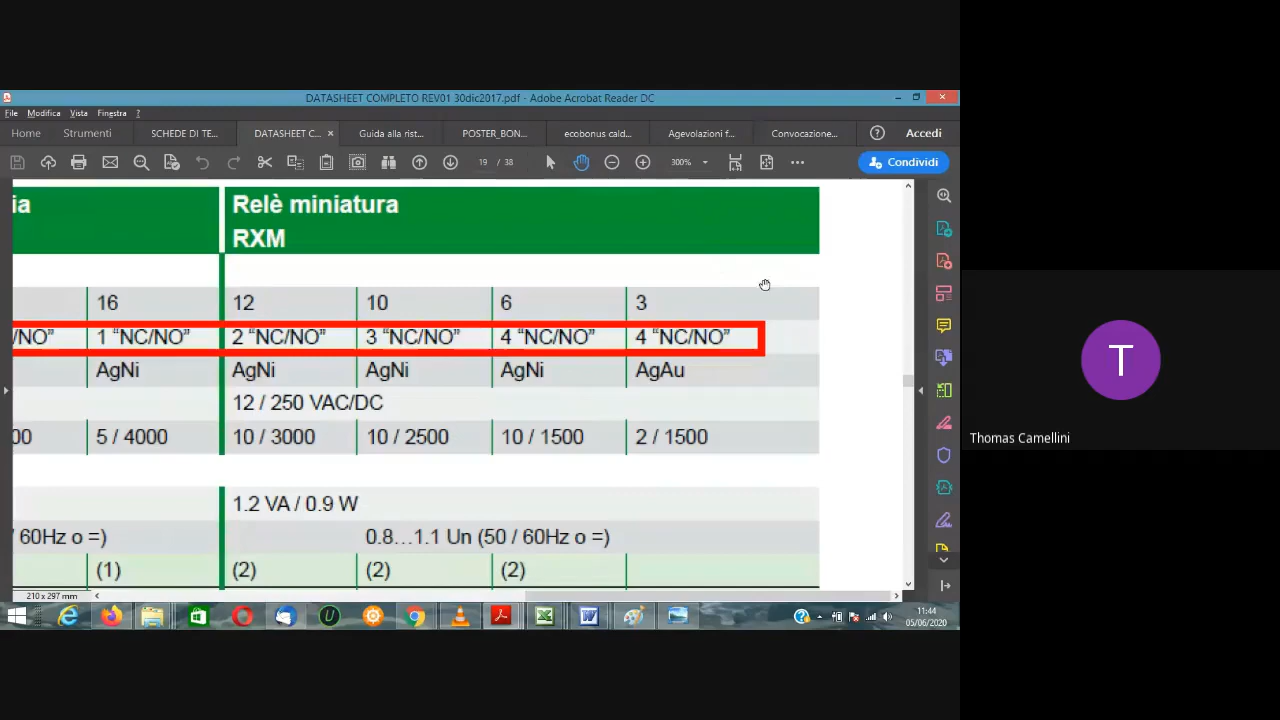 DATASHEET COMPLETO REV01 30dic2017.pdf - Adobe Acrobat Reader DC
File Modifica Vista Finestra ?
Home Strumenti SCHEDE DI TE... DATASHEET C... × Guida alla rist... POSTER_BON... ecobonus cald... Agevolazioni f... Convocazione... Accedi
19 / 38 300% Condividi
ia Relè miniatura
RXM
16 12 10 6 3
/NO” 1 “NC/NO” 2 “NC/NO” 3 “NC/NO” 4 “NC/NO” 4 “NC/NO”
AgNi AgNi AgNi AgNi AgAu
12 / 250 VAC/DC
00 5 / 4000 10 / 3000 10 / 2500 10 / 1500 2 / 1500
1.2 VA / 0.9 W
/ 60Hz o =) 0.8…1.1 Un (50 / 60Hz o =)
(1) (2) (2) (2)
210 x 297 mm
11:44
05/06/2020
T
Thomas Camellini